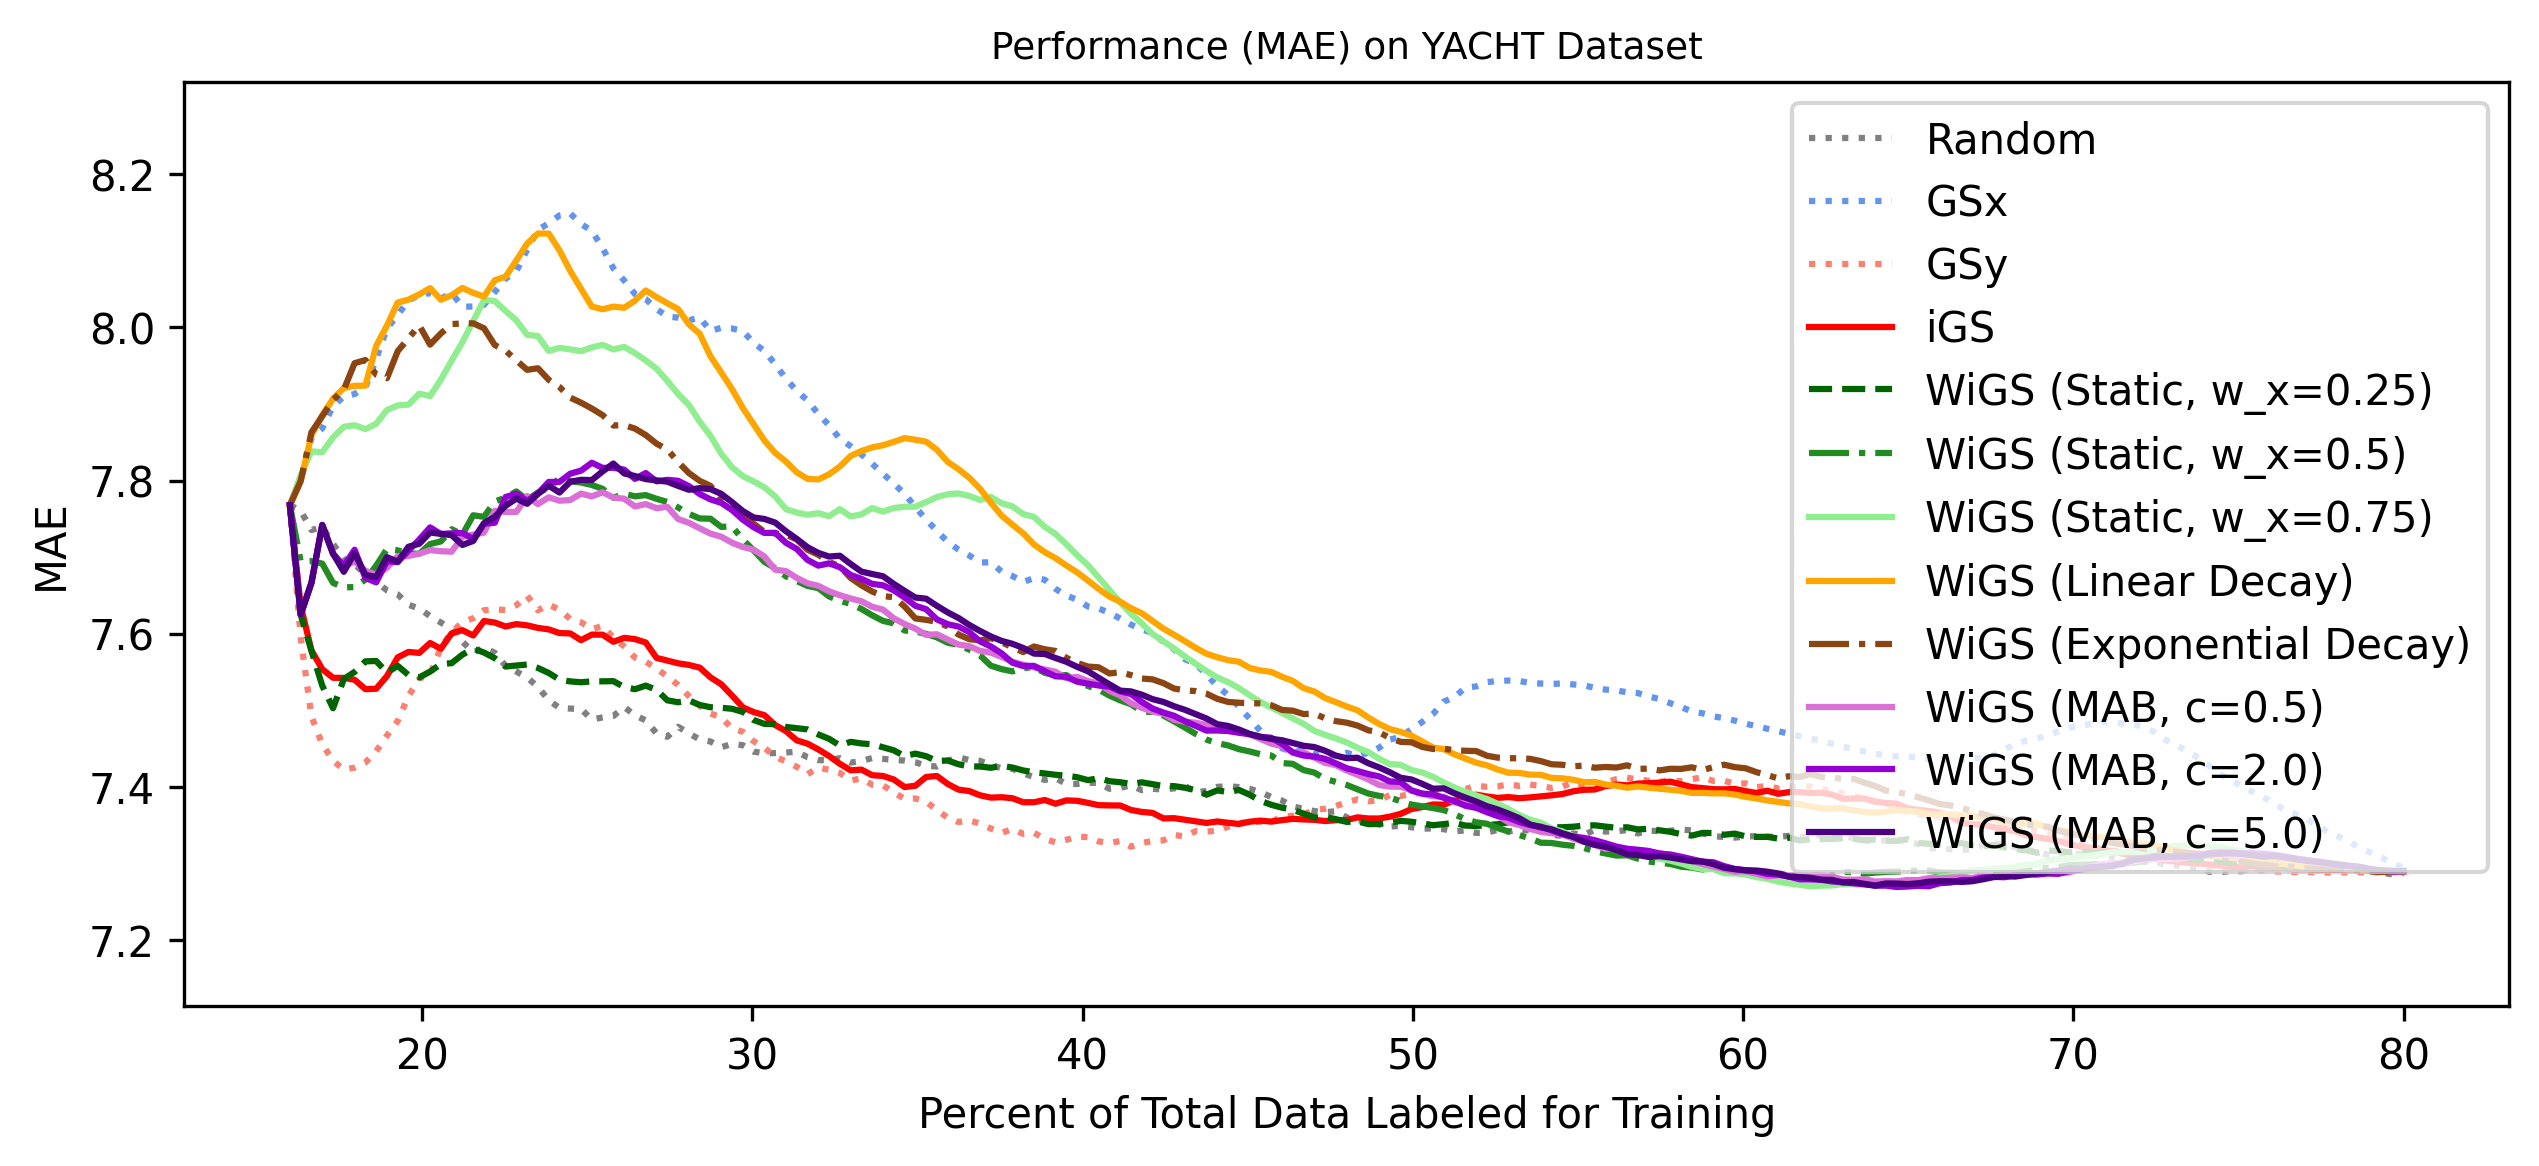 Performance (MAE) on YACHT Dataset
MAE
8.2
8.0
7.8
7.6
7.4
7.2
20
30
40
50
60
70
80
Percent of Total Data Labeled for Training
Random
GSx
GSy
iGS
WiGS (Static, w_x=0.25)
WiGS (Static, w_x=0.5)
WiGS (Static, w_x=0.75)
WiGS (Linear Decay)
WiGS (Exponential Decay)
WiGS (MAB, c=0.5)
WiGS (MAB, c=2.0)
WiGS (MAB, c=5.0)